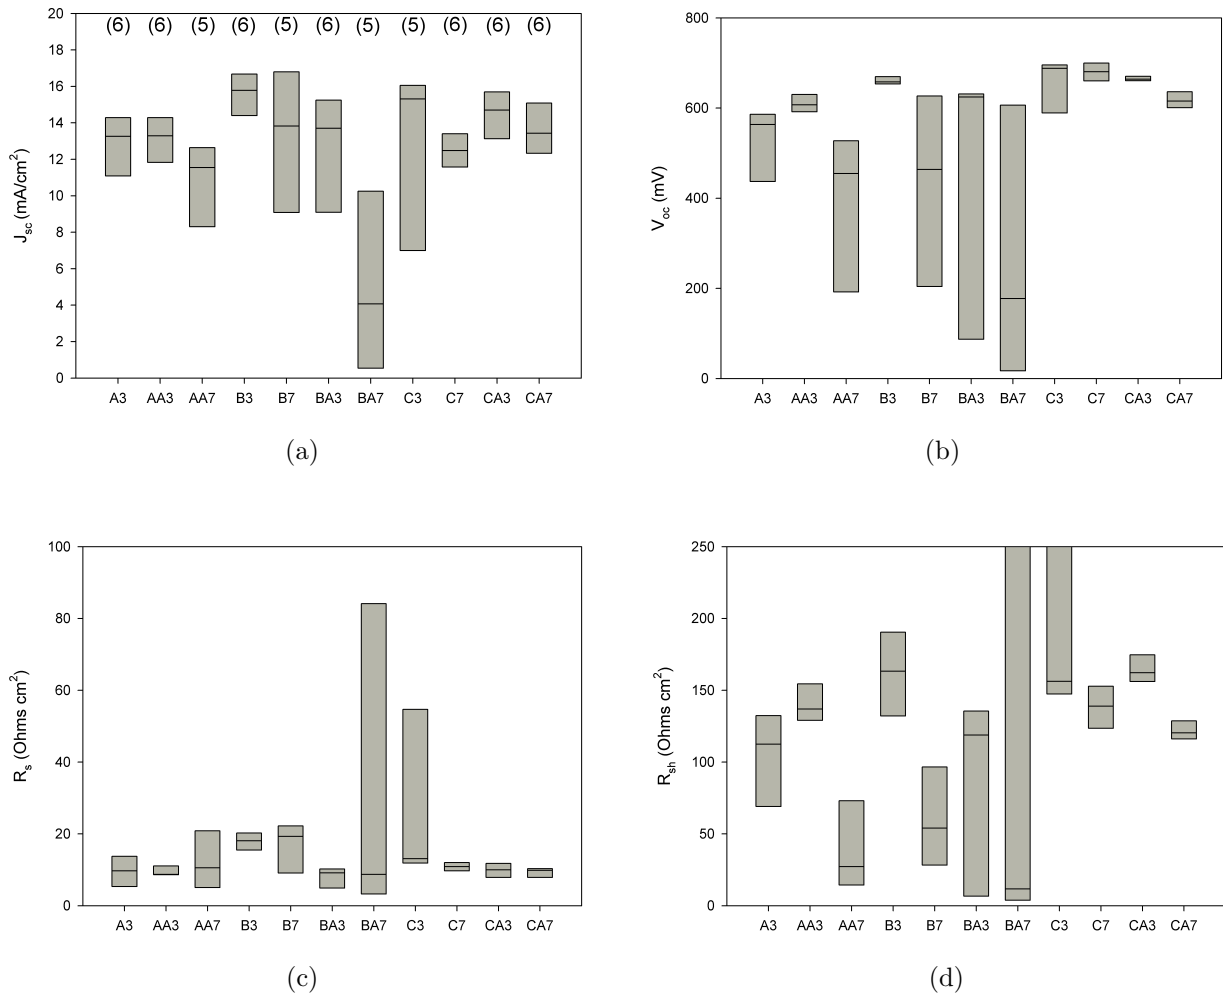 (6) (6) (5) (6) (5) (6) (5) (5) (6) (6) (6)
20
18
16
14
12
10
8
6
4
2
0
J_sc (mA/cm²)
A3 AA3 AA7 B3 B7 BA3 BA7 C3 C7 CA3 CA7
(a)
800
600
400
200
0
V_oc (mV)
A3 AA3 AA7 B3 B7 BA3 BA7 C3 C7 CA3 CA7
(b)
100
80
60
40
20
0
R_s (Ohms cm²)
A3 AA3 AA7 B3 B7 BA3 BA7 C3 C7 CA3 CA7
(c)
250
200
150
100
50
0
R_sh (Ohms cm²)
A3 AA3 AA7 B3 B7 BA3 BA7 C3 C7 CA3 CA7
(d)